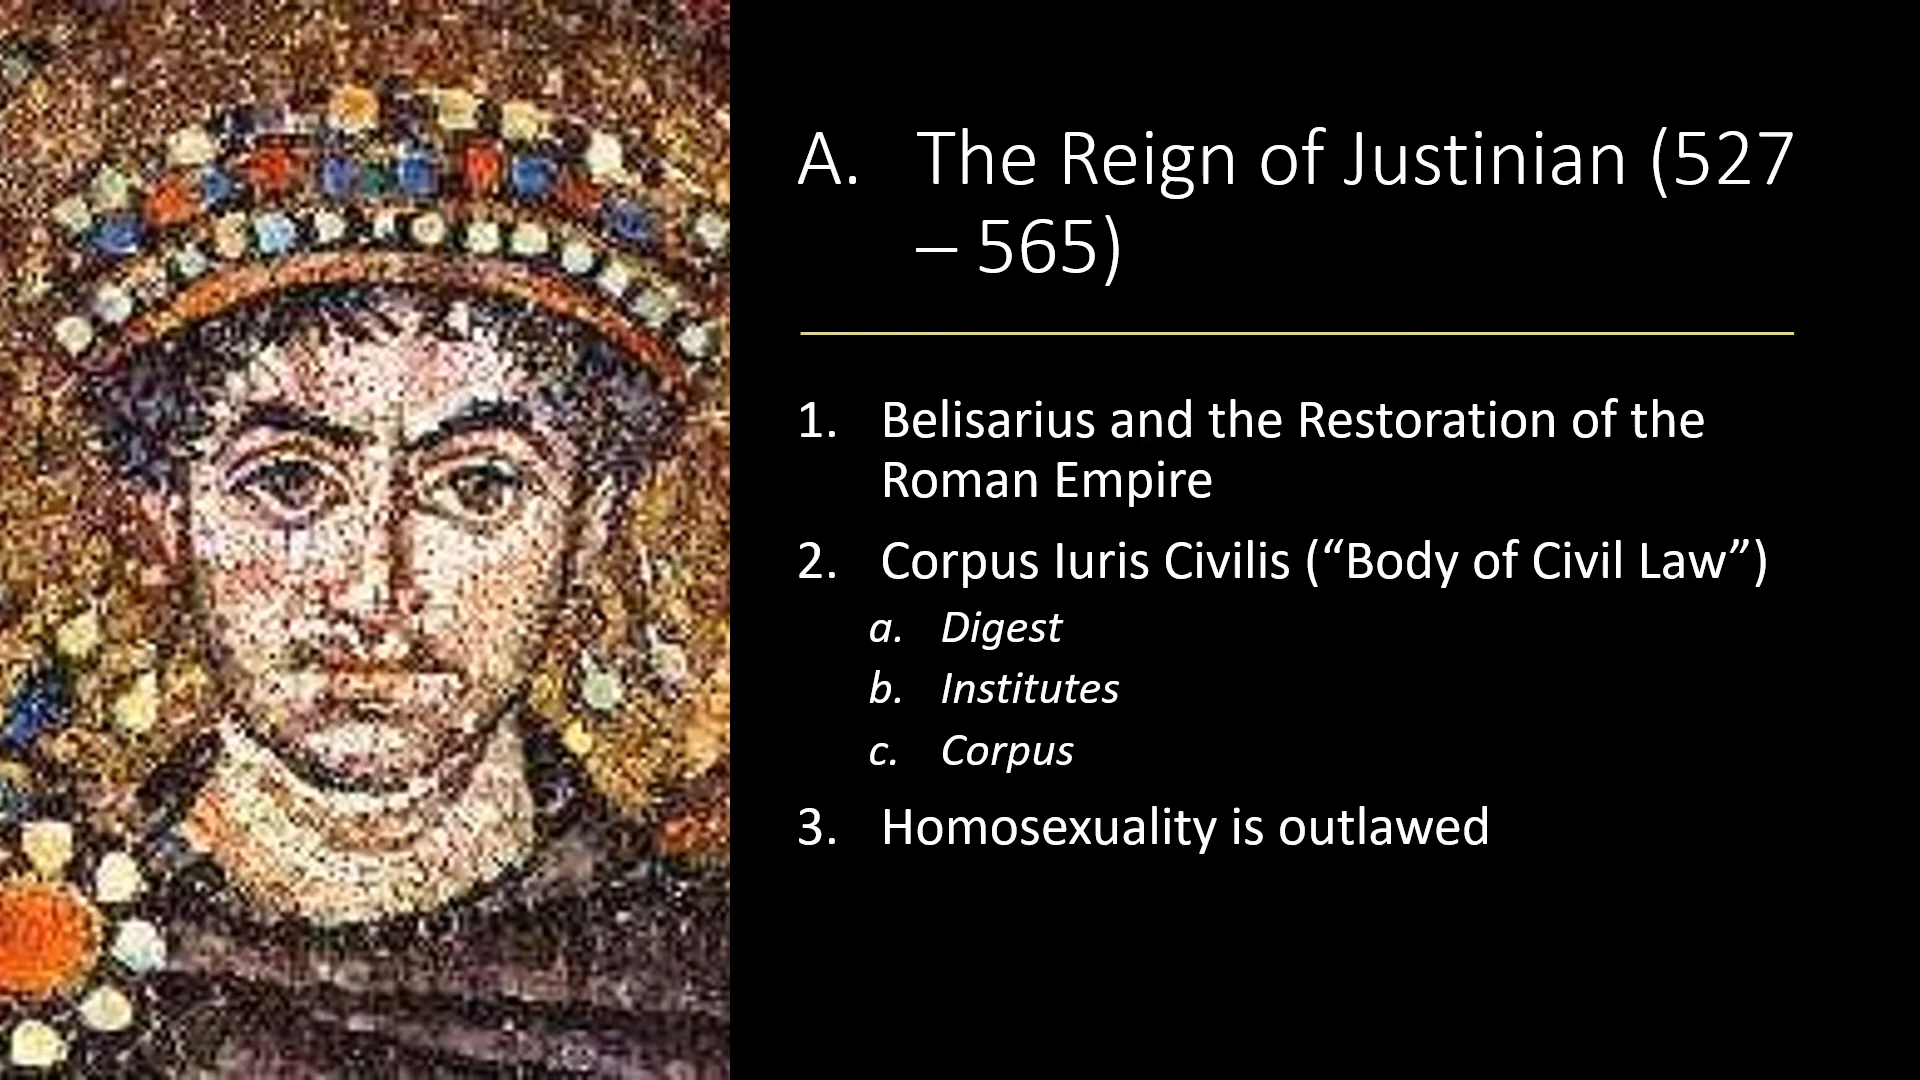 A. The Reign of Justinian (527
– 565)
1. Belisarius and the Restoration of the
Roman Empire
2. Corpus Iuris Civilis (“Body of Civil Law”)
a. Digest
b. Institutes
c. Corpus
3. Homosexuality is outlawed